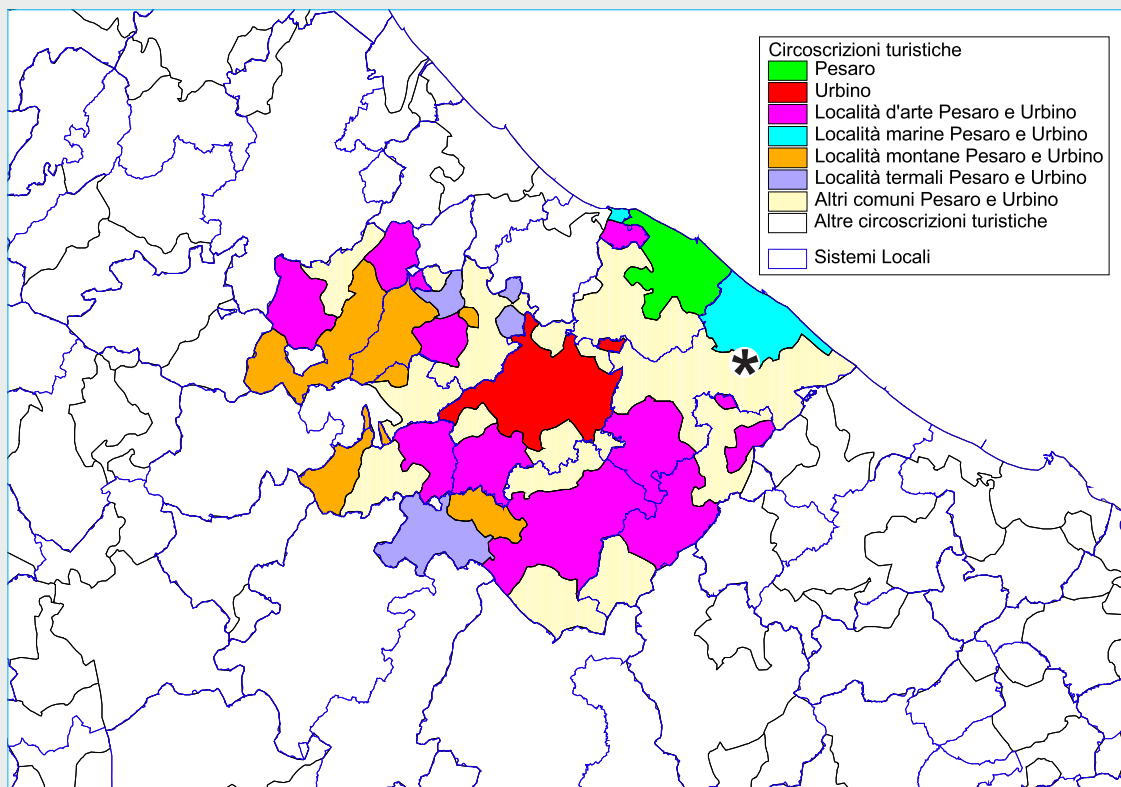 Circoscrizioni turistiche
Pesaro
Urbino
Località d'arte Pesaro e Urbino
Località marine Pesaro e Urbino
Località montane Pesaro e Urbino
Località termali Pesaro e Urbino
Altri comuni Pesaro e Urbino
Altre circoscrizioni turistiche
Sistemi Locali
*